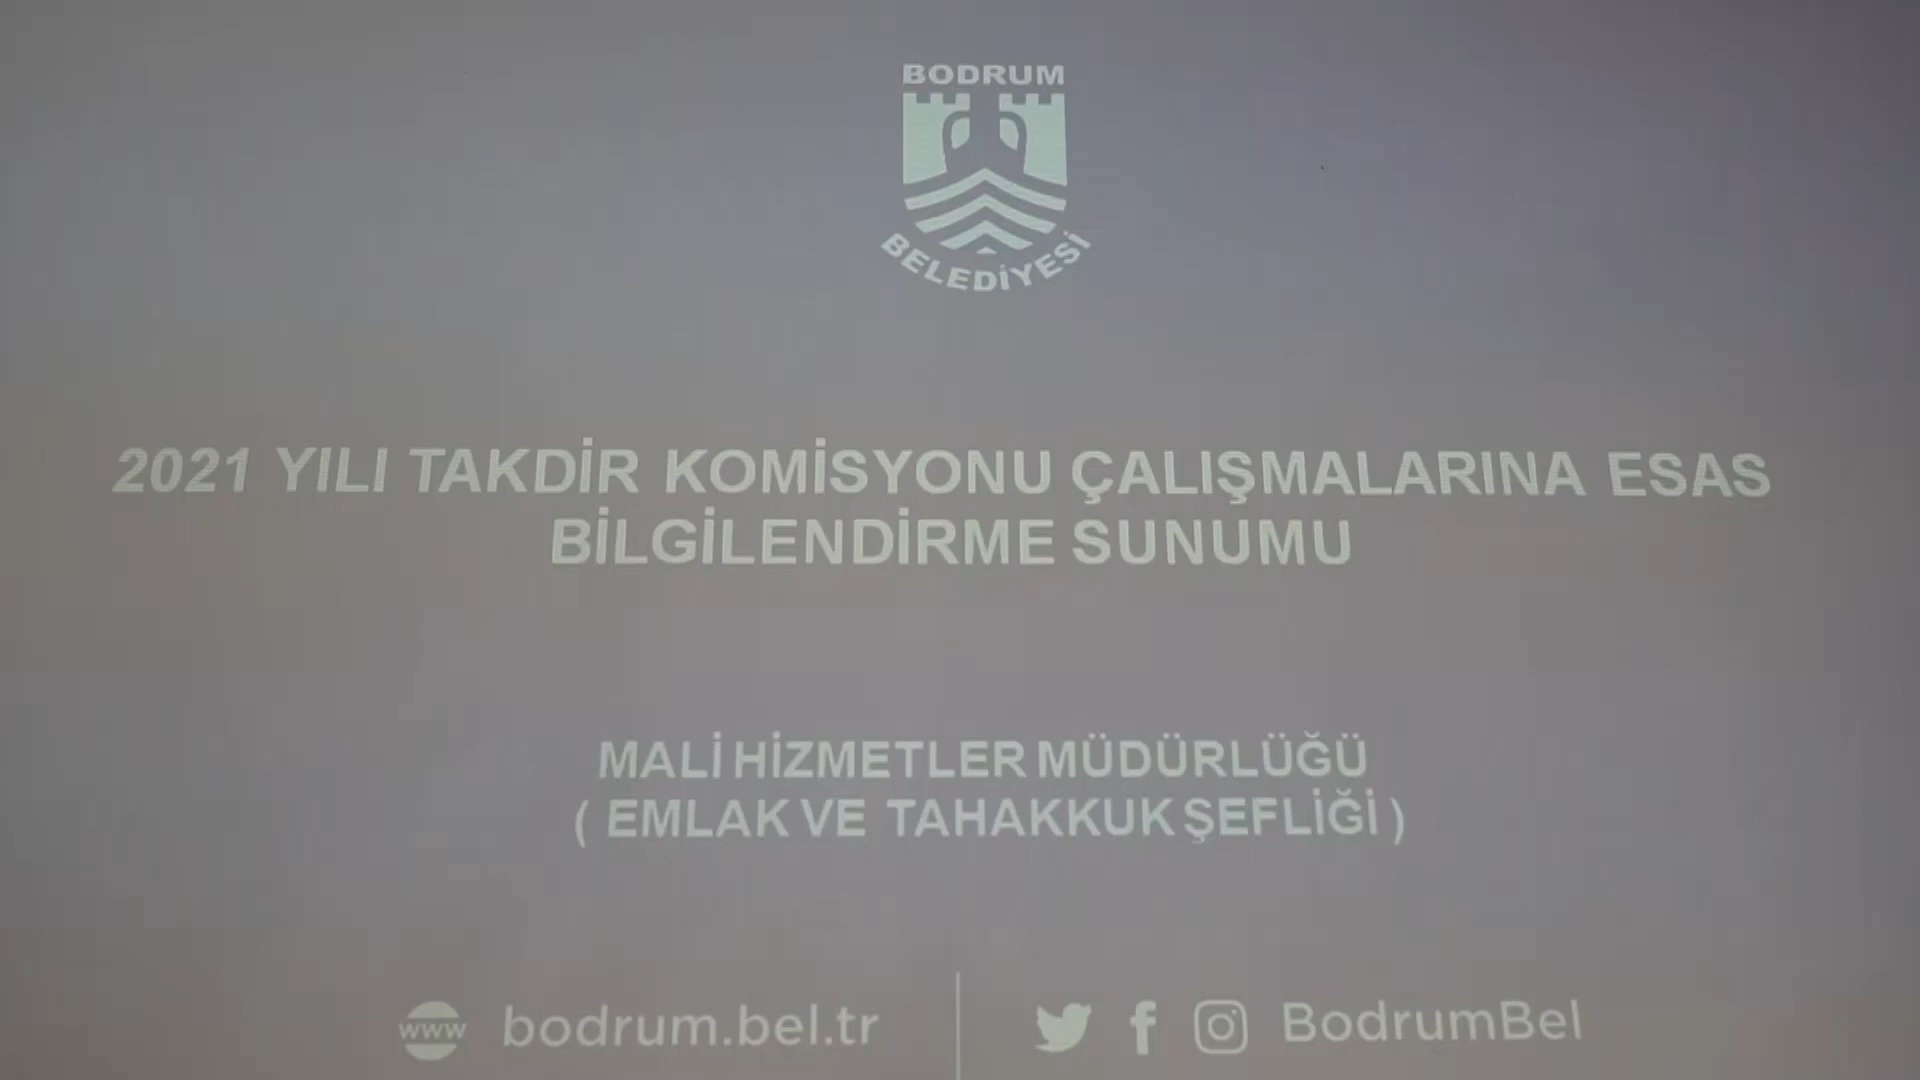 BODRUM
BELEDİYESİ
2021 YILI TAKDİR KOMİSYONU ÇALIŞMALARINA ESAS
BİLGİLENDİRME SUNUMU
MALİ HİZMETLER MÜDÜRLÜĞÜ
( EMLAK VE TAHAKKUK ŞEFLİĞİ )
www bodrum.bel.tr
BodrumBel